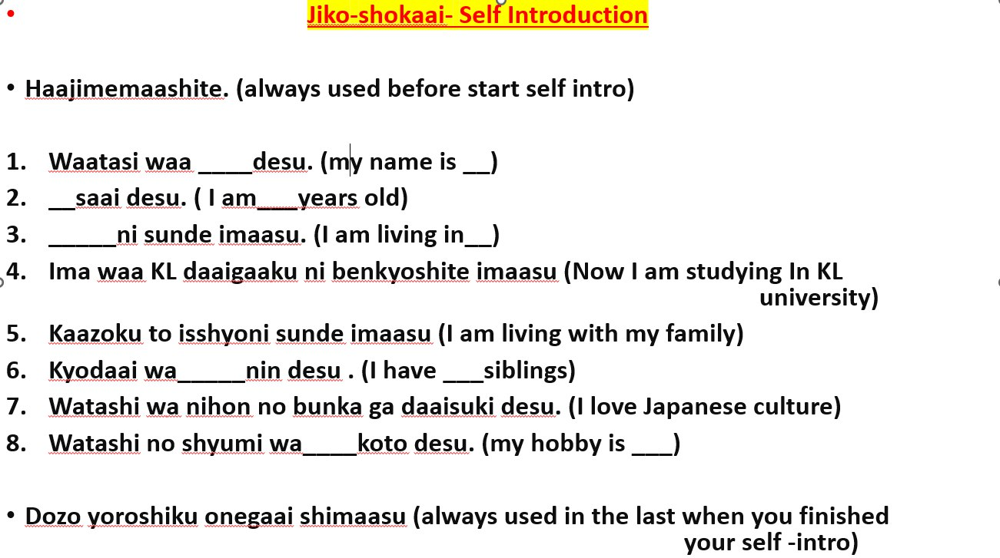 • Jiko-shokaai- Self Introduction
• Haajimemaashite. (always used before start self intro)
1. Waatasi waa ____desu. (my name is __)
2. __saai desu. ( I am___years old)
3. _____ni sunde imaasu. (I am living in__)
4. Ima waa KL daaigaaku ni benkyoshite imaasu (Now I am studying In KL
university)
5. Kaazoku to isshyoni sunde imaasu (I am living with my family)
6. Kyodaai wa_____nin desu . (I have ___siblings)
7. Watashi wa nihon no bunka ga daaisuki desu. (I love Japanese culture)
8. Watashi no shyumi wa____koto desu. (my hobby is ___)
• Dozo yoroshiku onegaai shimaasu (always used in the last when you finished
your self -intro)